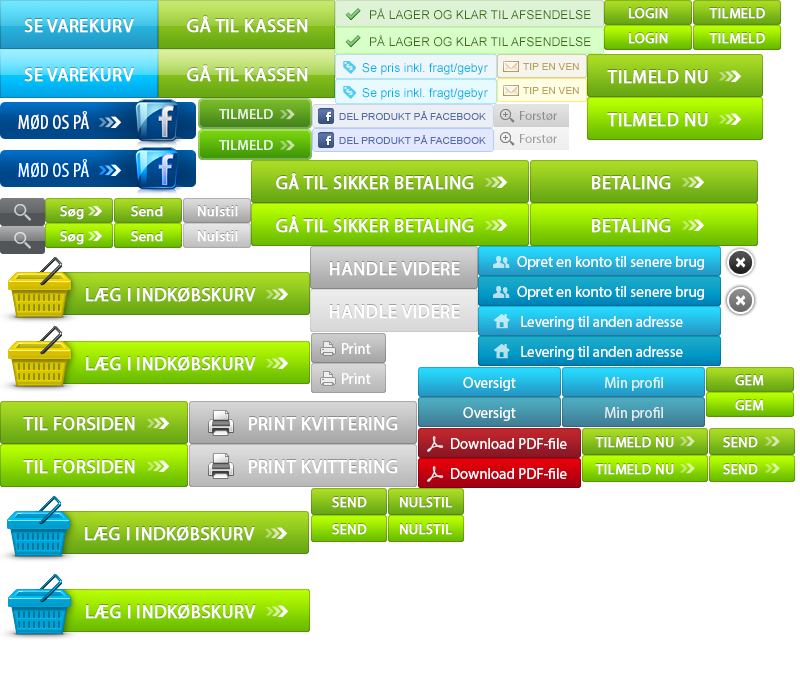 SE VAREKURV
GÅ TIL KASSEN
PÅ LAGER OG KLAR TIL AFSENDELSE
LOGIN
TILMELD
PÅ LAGER OG KLAR TIL AFSENDELSE
LOGIN
TILMELD
SE VAREKURV
GÅ TIL KASSEN
Se pris inkl. fragt/gebyr
TIP EN VEN
TILMELD NU
Se pris inkl. fragt/gebyr
TIP EN VEN
MØD OS PÅ f
TILMELD
f DEL PRODUKT PÅ FACEBOOK
Forstør
TILMELD NU
TILMELD
f DEL PRODUKT PÅ FACEBOOK
Forstør
MØD OS PÅ f
GÅ TIL SIKKER BETALING
BETALING
Søg
Send
Nulstil
GÅ TIL SIKKER BETALING
BETALING
Søg
Send
Nulstil
LÆG I INDKØBSKURV
HANDLE VIDERE
Opret en konto til senere brug
Opret en konto til senere brug
HANDLE VIDERE
Levering til anden adresse
LÆG I INDKØBSKURV
Print
Levering til anden adresse
Print
Oversigt
Min profil
GEM
Oversigt
Min profil
GEM
TIL FORSIDEN
PRINT KVITTERING
Download PDF-file
TILMELD NU
SEND
TIL FORSIDEN
PRINT KVITTERING
Download PDF-file
TILMELD NU
SEND
LÆG I INDKØBSKURV
SEND
NULSTIL
SEND
NULSTIL
LÆG I INDKØBSKURV